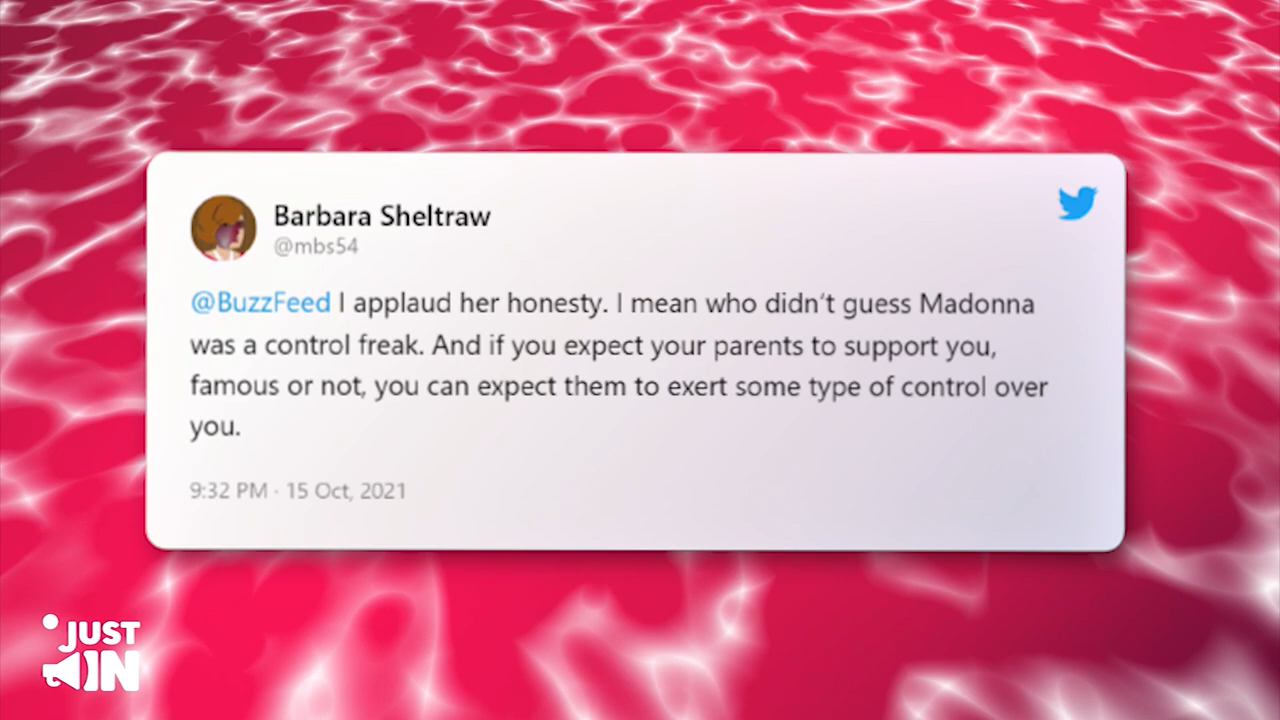 Barbara Sheltraw
@mbs54
@BuzzFeed I applaud her honesty. I mean who didn't guess Madonna
was a control freak. And if you expect your parents to support you,
famous or not, you can expect them to exert some type of control over
you.
9:32 PM · 15 Oct, 2021
JUST
IN